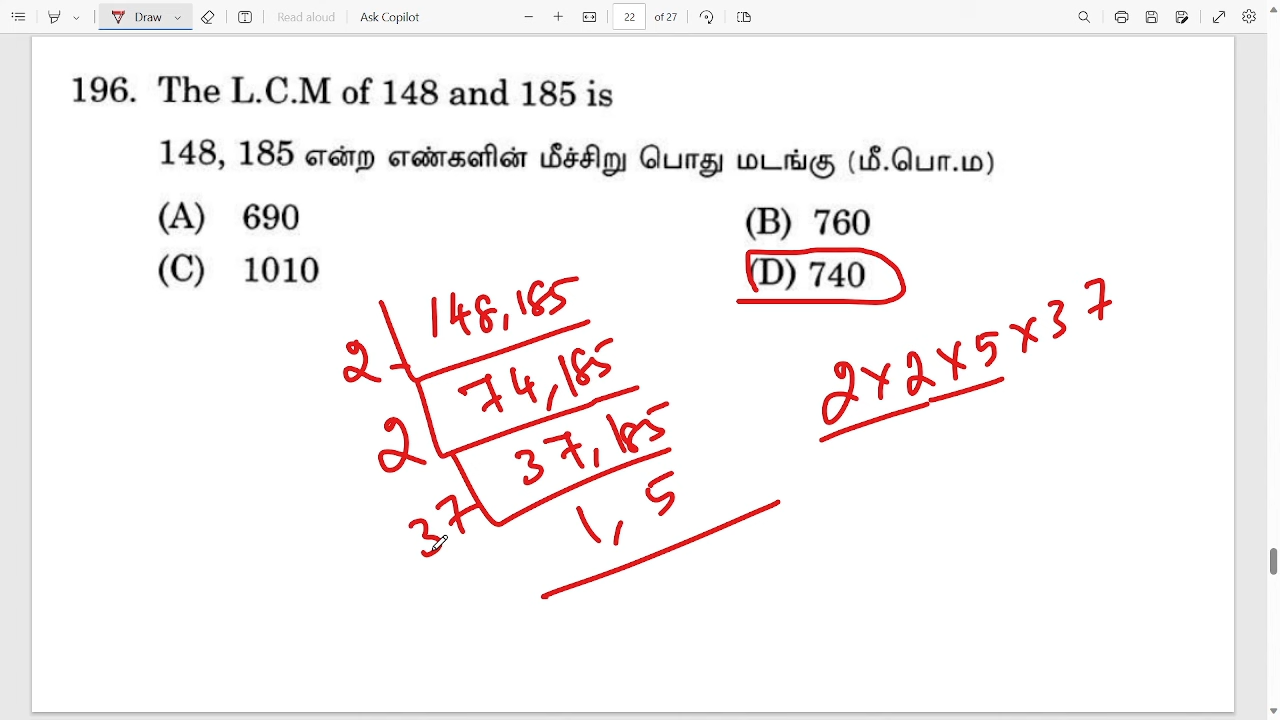 Draw Read aloud Ask Copilot 22 of 27
196. The L.C.M of 148 and 185 is
148, 185 என்ற எண்களின் மீச்சிறு பொது மடங்கு (மீ.பொ.ம)
(A) 690 (B) 760
(C) 1010 (D) 740
148,185
2 74,185
2 37,185
37 1, 5
2×2×5×37